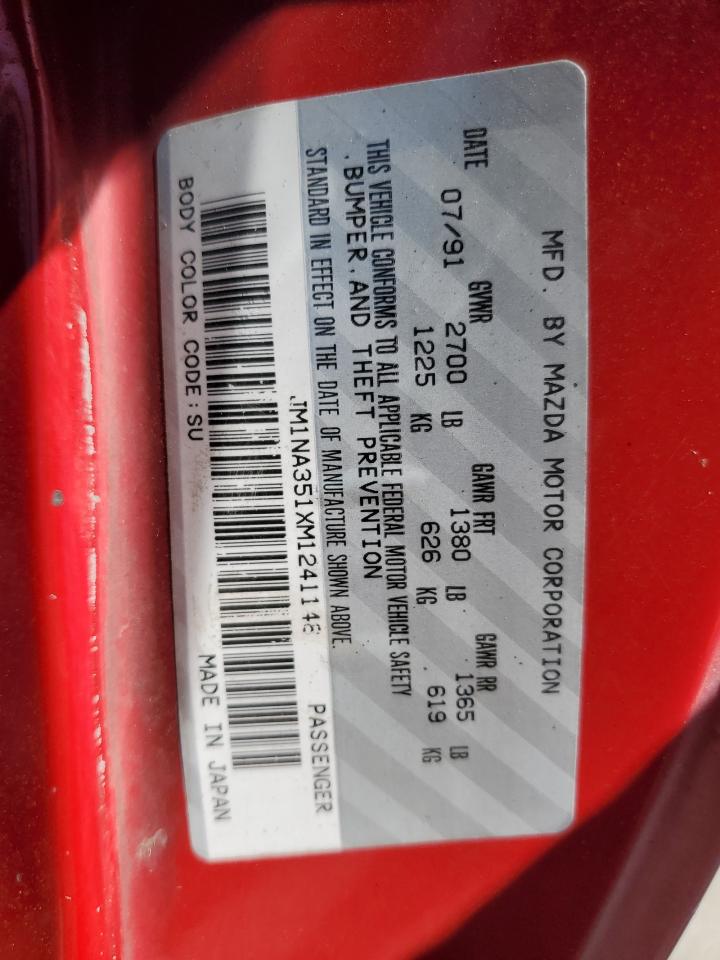 MFD. BY MAZDA MOTOR CORPORATION
DATE 07/91 GVWR 2700 LB GAWR FRT 1380 LB GAWR RR 1365 LB
1225 KG 626 KG 619 KG
THIS VEHICLE CONFORMS TO ALL APPLICABLE FEDERAL MOTOR VEHICLE SAFETY
BUMPER, AND THEFT PREVENTION
STANDARD IN EFFECT ON THE DATE OF MANUFACTURE SHOWN ABOVE.
JM1NA351XM1241146 PASSENGER
BODY COLOR CODE; SU MADE IN JAPAN